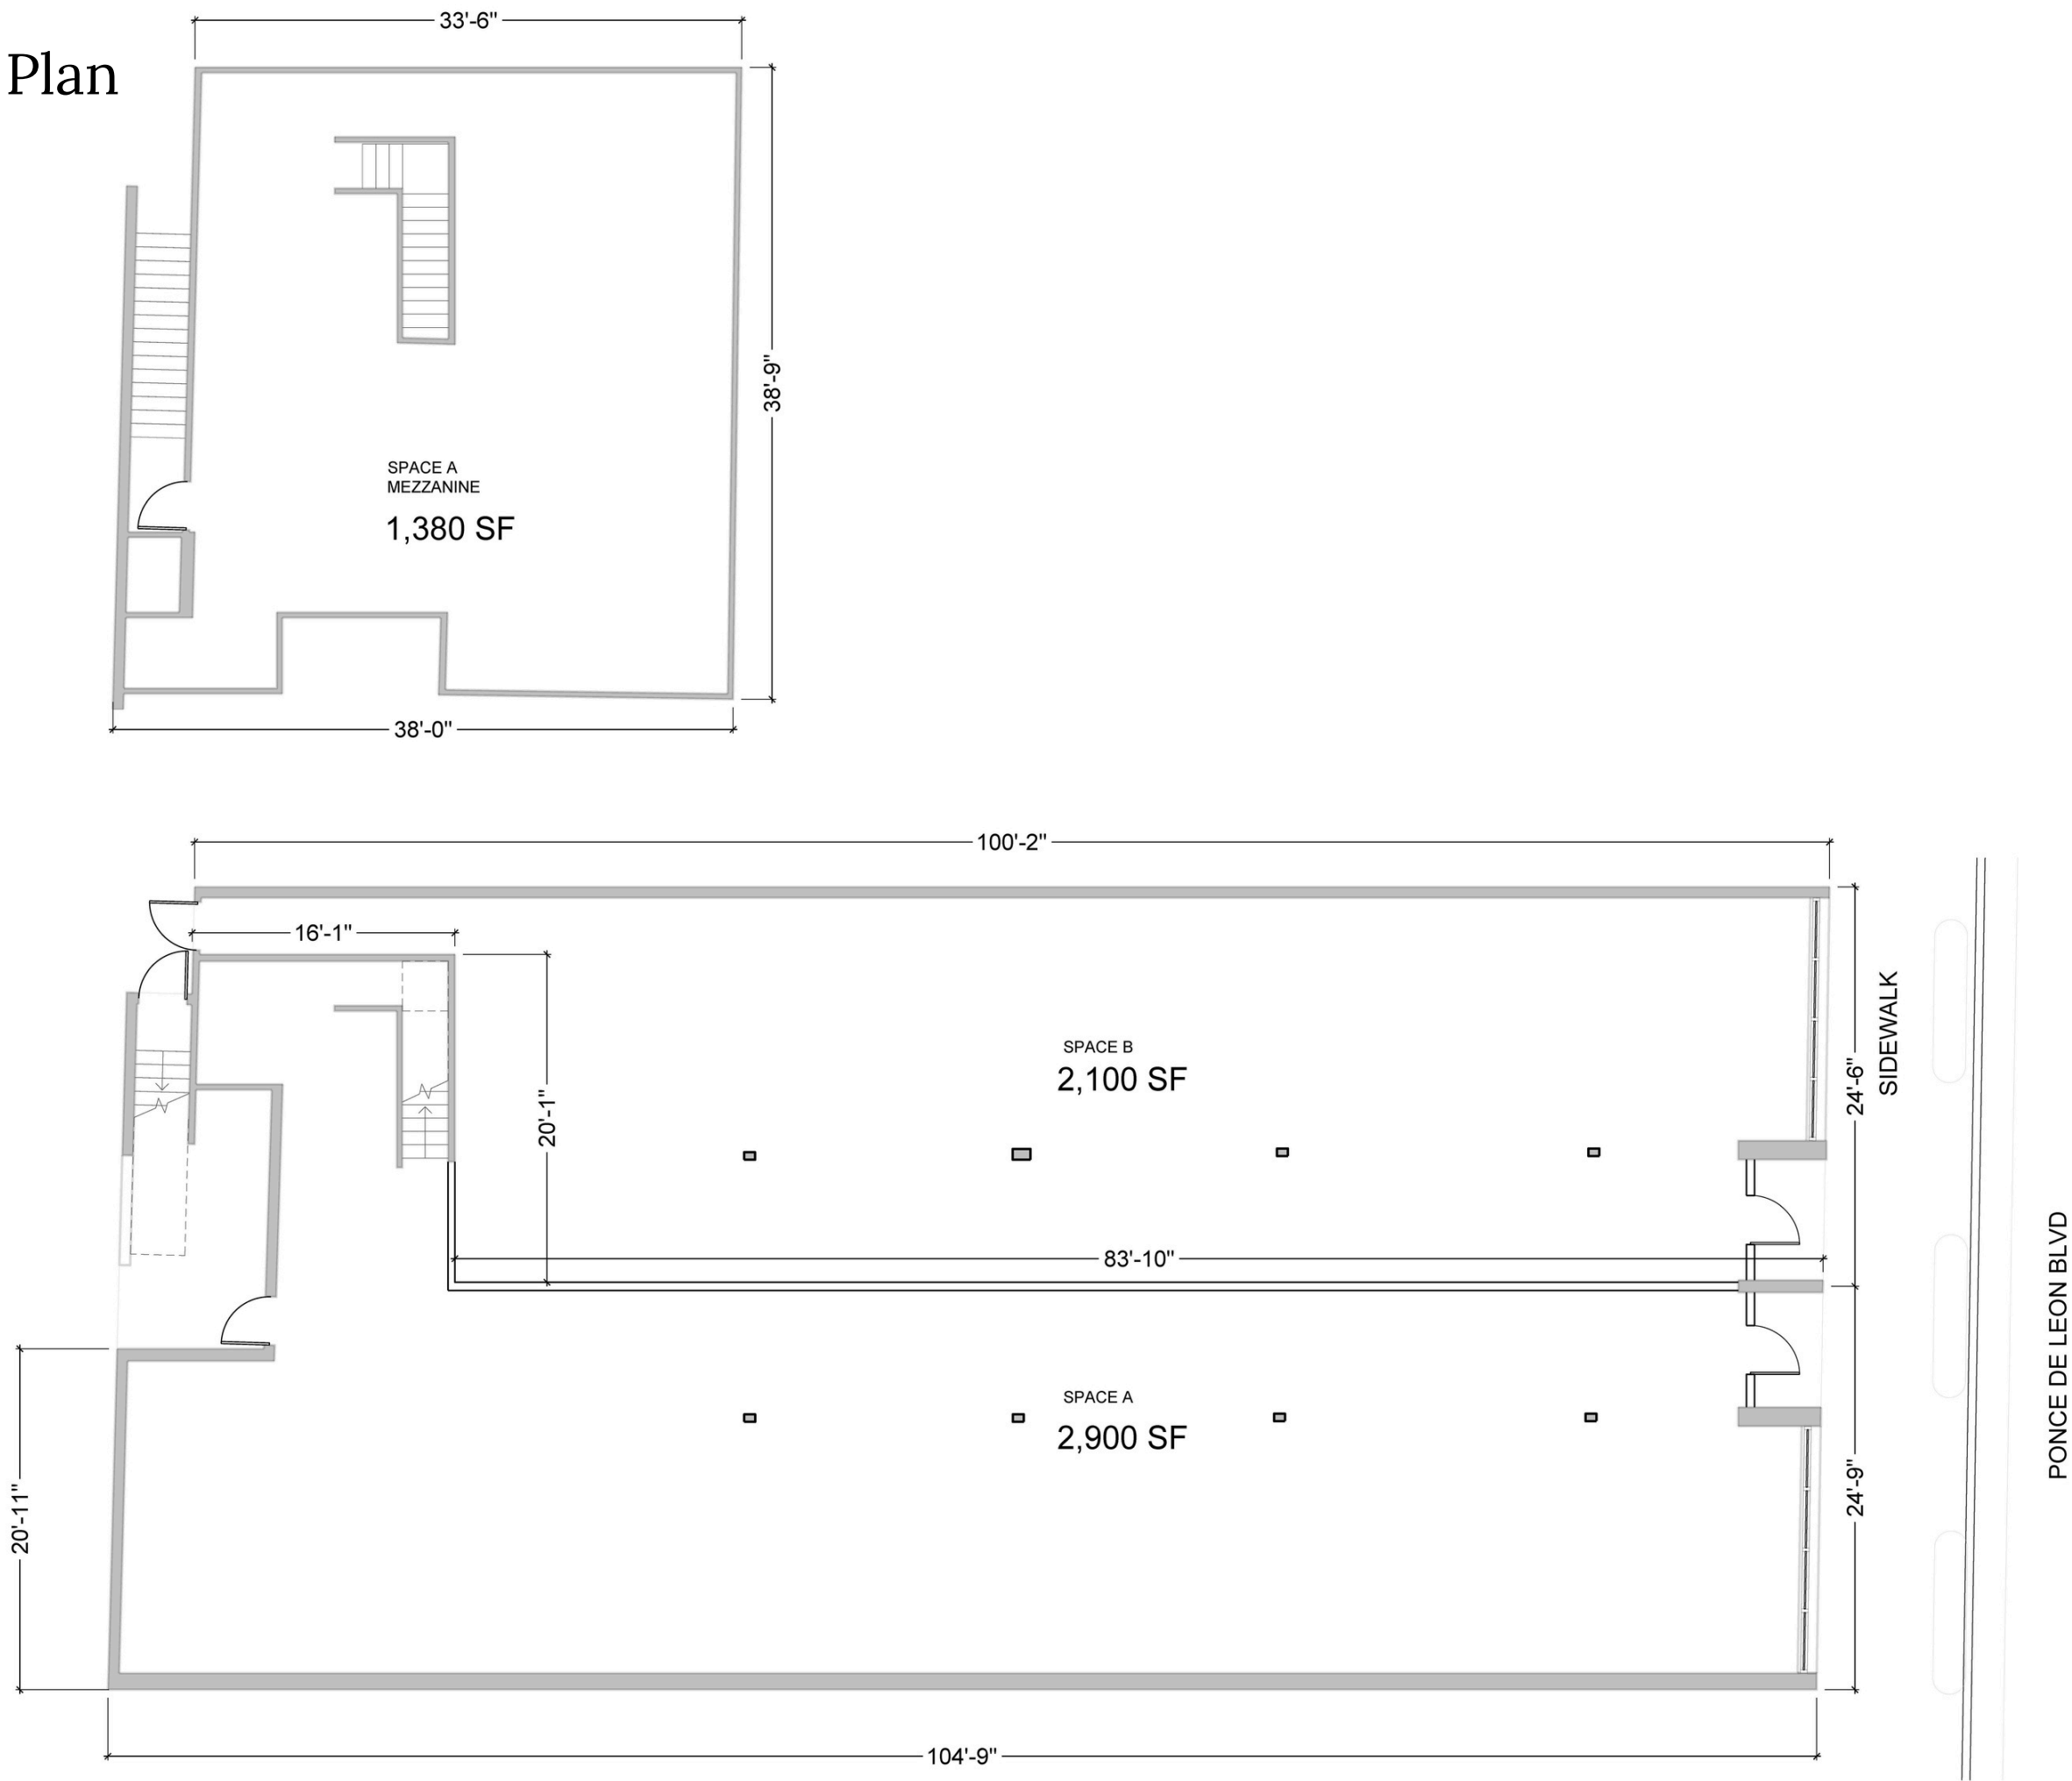 Plan
33'-6"
38'-9"
SPACE A
MEZZANINE
1,380 SF
38'-0"
100'-2"
16'-1"
20'-1"
SPACE B
2,100 SF
24'-6"
SIDEWALK
83'-10"
PONCE DE LEON BLVD
SPACE A
2,900 SF
20'-11"
24'-9"
104'-9"